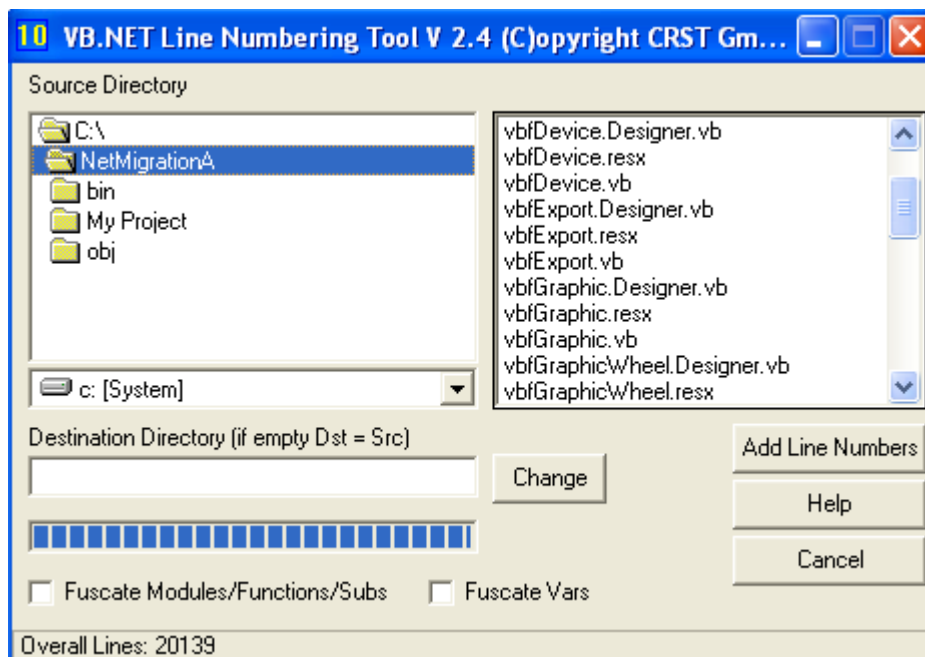 10 VB.NET Line Numbering Tool V 2.4 (C)opyright CRST Gm...
Source Directory
C:\
NetMigrationA
bin
My Project
obj
vbfDevice.Designer.vb
vbfDevice.resx
vbfDevice.vb
vbfExport.Designer.vb
vbfExport.resx
vbfExport.vb
vbfGraphic.Designer.vb
vbfGraphic.resx
vbfGraphic.vb
vbfGraphicWheel.Designer.vb
vbfGraphicWheel.resx
c: [System]
Destination Directory (if empty Dst = Src)
Change
Add Line Numbers
Help
Cancel
Fuscate Modules/Functions/Subs
Fuscate Vars
Overall Lines: 20139